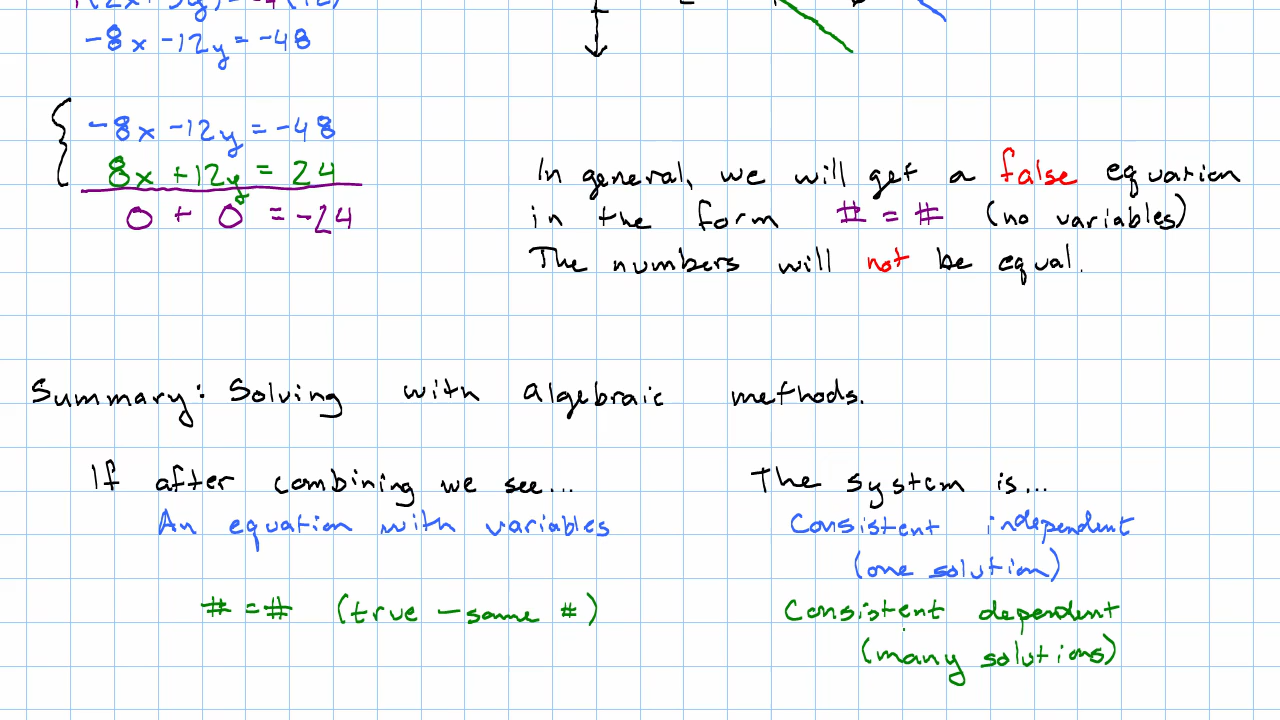 -8x -12y = -48
-8x -12y = -48
8x +12y = 24
0 + 0 = -24
In general, we will get a false equation
in the form # = # (no variables)
The numbers will not be equal.
Summary: Solving with algebraic methods.
If after combining we see...
The system is...
An equation with variables
Consistent independent
(one solution)
# = # (true - same #)
Consistent dependent
(many solutions)